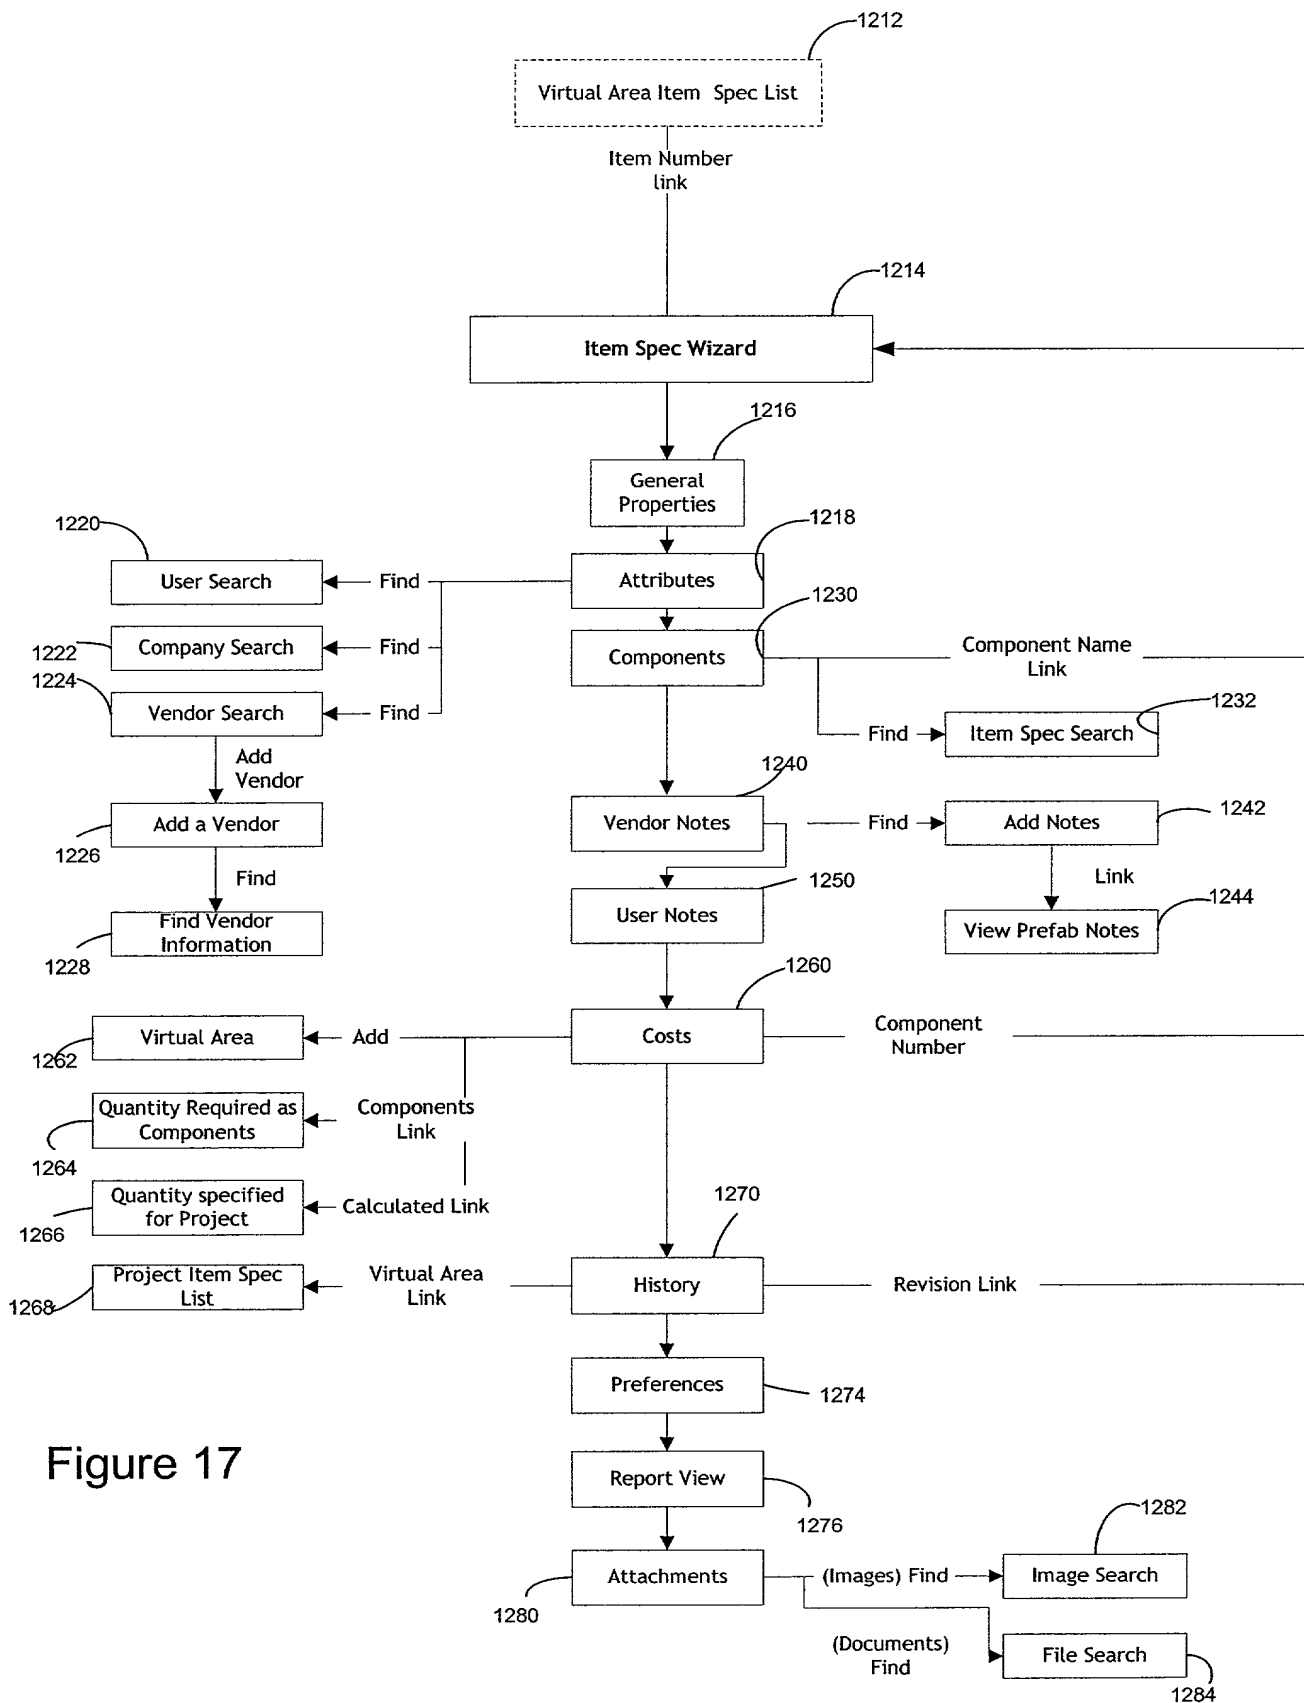 1212
Virtual Area Item Spec List
Item Number
link
1214
Item Spec Wizard
1216
General
Properties
1218
1220
User Search
Find
Attributes
1230
1222
Company Search
Find
Components
Component Name
Link
1224
Vendor Search
Find
1232
Find
Item Spec Search
Add
Vendor
1240
1226
Add a Vendor
Vendor Notes
Find
Add Notes
1242
Find
1250
Link
1244
1228
Find Vendor
Information
User Notes
View Prefab Notes
1260
1262
Virtual Area
Add
Costs
Component
Number
1264
Quantity Required as
Components
Components
Link
1266
Quantity specified
for Project
Calculated Link
1270
1268
Project Item Spec
List
Virtual Area
Link
History
Revision Link
Preferences
1274
Figure 17
Report View
1276
1282
1280
Attachments
(Images) Find
Image Search
(Documents)
Find
File Search
1284